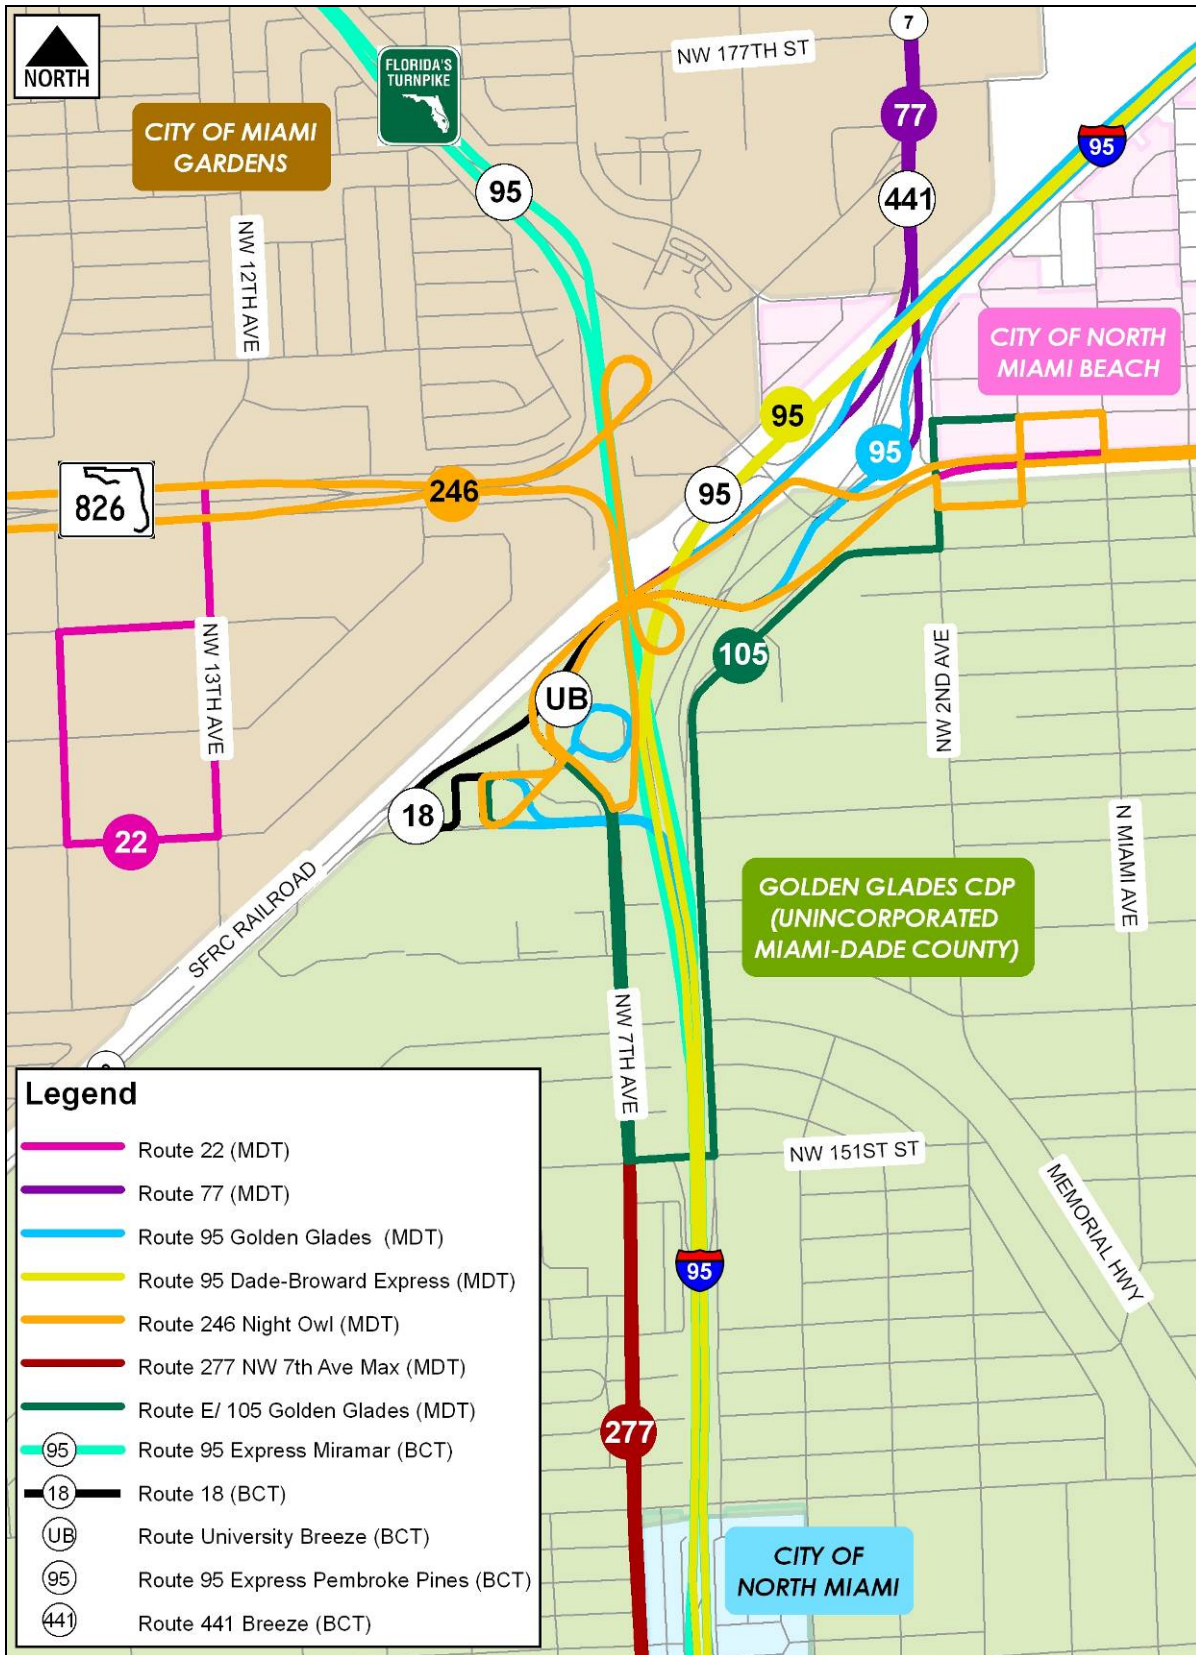 NORTH
FLORIDA'S
TURNPIKE
7
NW 177TH ST
CITY OF MIAMI
GARDENS
77
95
95
441
NW 12TH AVE
CITY OF NORTH
MIAMI BEACH
95
95
826
246
95
NW 13TH AVE
105
NW 2ND AVE
UB
18
22
N MIAMI AVE
SFRC RAILROAD
GOLDEN GLADES CDP
(UNINCORPORATED
MIAMI-DADE COUNTY)
NW 7TH AVE
NW 151ST ST
MEMORIAL HWY
95
277
CITY OF
NORTH MIAMI
Legend
Route 22 (MDT)
Route 77 (MDT)
Route 95 Golden Glades (MDT)
Route 95 Dade-Broward Express (MDT)
Route 246 Night Owl (MDT)
Route 277 NW 7th Ave Max (MDT)
Route E/ 105 Golden Glades (MDT)
95 Route 95 Express Miramar (BCT)
18 Route 18 (BCT)
UB Route University Breeze (BCT)
95 Route 95 Express Pembroke Pines (BCT)
441 Route 441 Breeze (BCT)